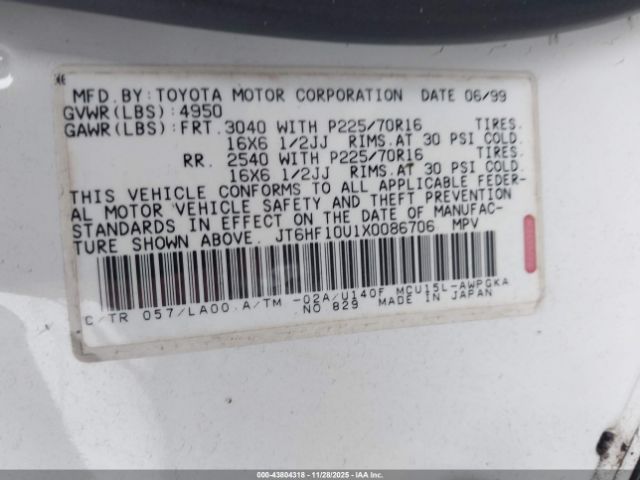 MFD. BY: TOYOTA MOTOR CORPORATION DATE 06/99
GVWR(LBS): 4950
GAWR(LBS): FRT. 3040 WITH P225/70R16 TIRES.
16X6 1/2JJ RIMS. AT 30 PSI COLD.
RR. 2540 WITH P225/70R16 TIRES.
16X6 1/2JJ RIMS. AT 30 PSI COLD.
THIS VEHICLE CONFORMS TO ALL APPLICABLE FEDER-
AL MOTOR VEHICLE SAFETY AND THEFT PREVENTION
STANDARDS IN EFFECT ON THE DATE OF MANUFAC-
TURE SHOWN ABOVE. JT6HF10U1X0086706 MPV
C/TR 057/LA00 A/TM -02A/U140F MCU15L-AWPGKA
NO 829 MADE IN JAPAN
000-43804318 | 11/28/2025 - IAAI.COM